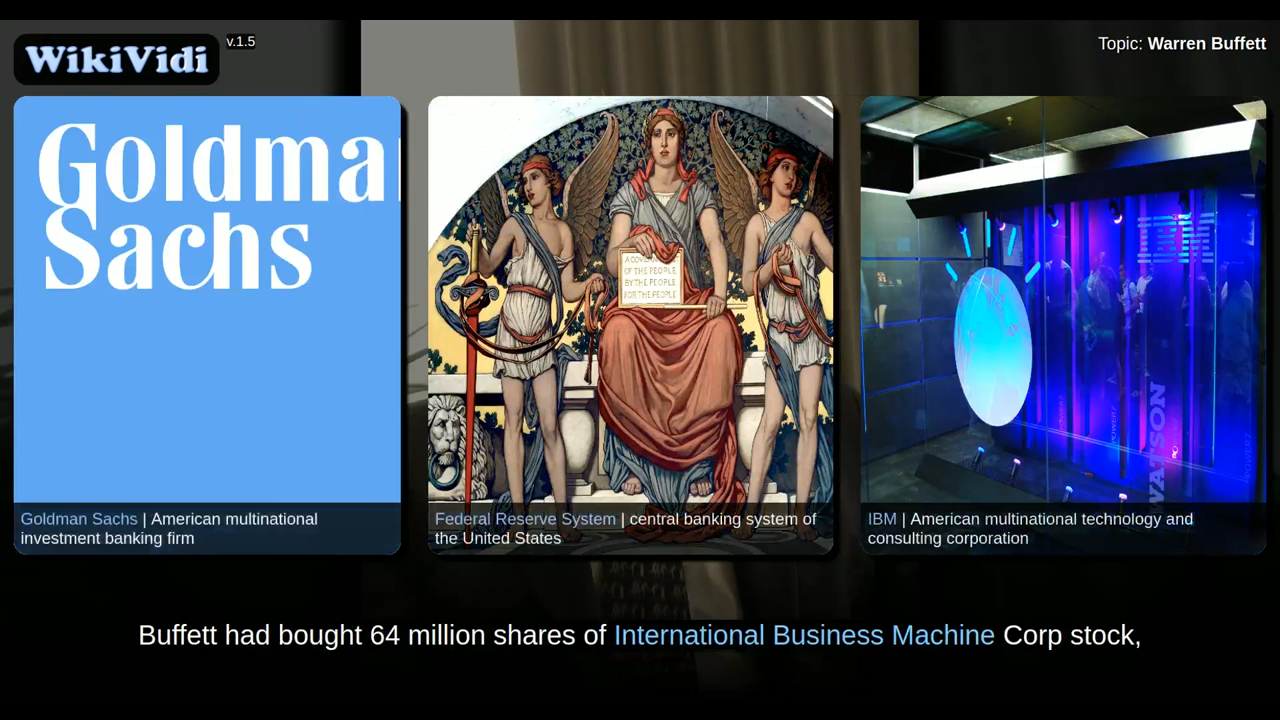 WikiVidi
v.1.5
Topic: Warren Buffett
Goldma
Sachs
OF THE PEOPLE
BY THE PEOPLE
FOR THE PEOPLE
IBM
WATSON
Goldman Sachs | American multinational
investment banking firm
Federal Reserve System | central banking system of
the United States
IBM | American multinational technology and
consulting corporation
Buffett had bought 64 million shares of International Business Machine Corp stock,